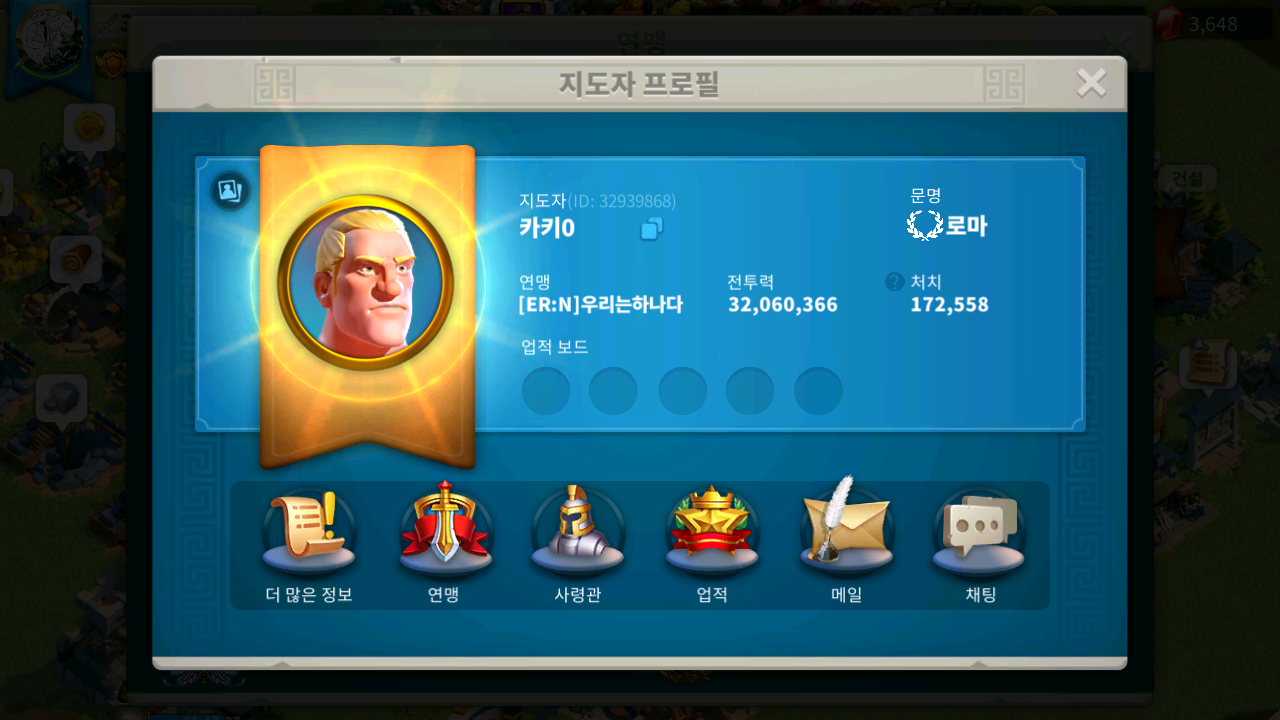 3,648
연맹
지도자 프로필
건설
지도자(ID: 32939868)
문명
카키0
로마
연맹
전투력
? 처치
[ER:N]우리는하나다
32,060,366
172,558
업적 보드
더 많은 정보
연맹
사령관
업적
메일
채팅